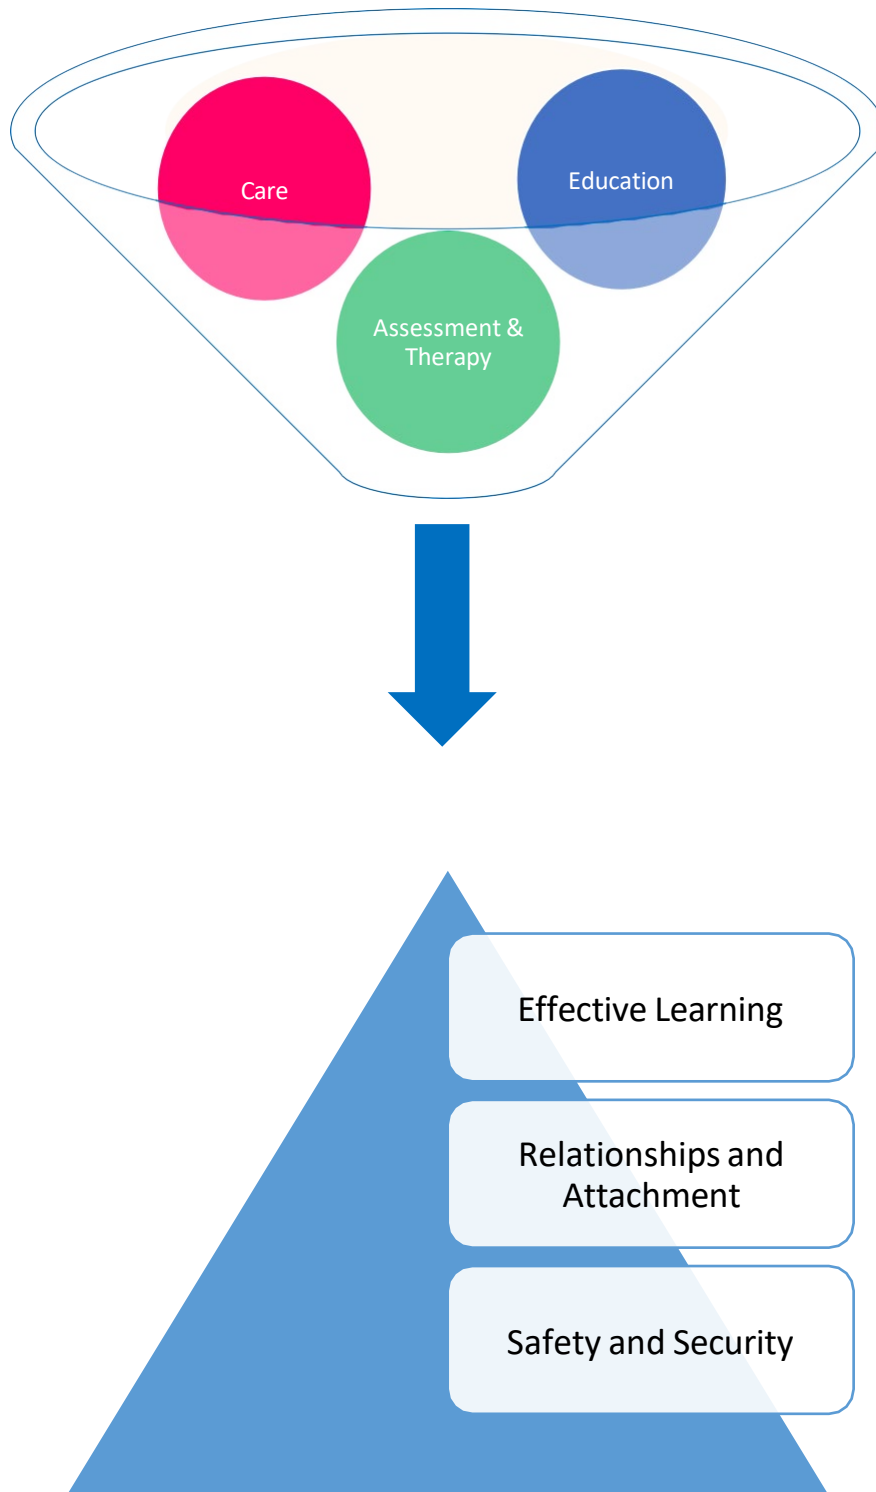 Care
Education
Assessment &
Therapy
Effective Learning
Relationships and
Attachment
Safety and Security